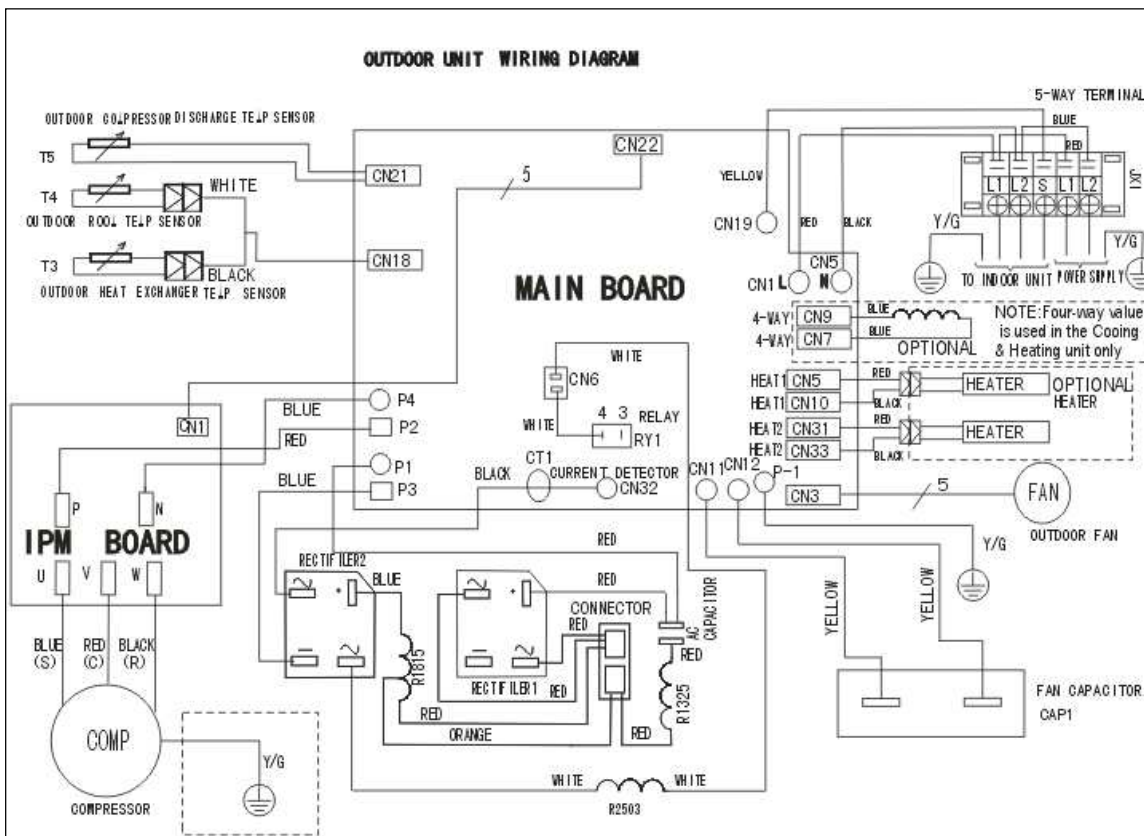 OUTDOOR UNIT WIRING DIAGRAM
5-WAY TERMINAL
OUTDOOR COMPRESSOR DISCHARGE TEMP SENSOR
T5
T4
WHITE
OUTDOOR ROOM TEMP SENSOR
T3
BLACK
OUTDOOR HEAT EXCHANGER TEMP. SENSOR
CN21
CN18
CN22
5
MAIN BOARD
YELLOW
CN19
RED
BLACK
BLUE
RED
L1 L2 S L1 L2
JX1
Y/G
Y/G
TO INDOOR UNIT
POWER SUPPLY
CN1 L
N CN5
4-WAY CN9 BLUE
4-WAY CN7 BLUE
OPTIONAL
NOTE:Four-way value
is used in the Cooing
& Heating unit only
HEAT1 CN5 RED
HEATER
OPTIONAL
HEATER
HEAT1 CN10 BLACK
HEAT2 CN31 RED
HEATER
HEAT2 CN33 BLACK
WHITE
CN6
WHITE
4 3
RELAY
RY1
CN1
BLUE
P4
RED
P2
P1
BLUE
P3
BLACK
CT1
CURRENT DETECTOR
CN32
CN11
CN12
P-1
CN3
5
FAN
OUTDOOR FAN
Y/G
P
N
IPM BOARD
U
V
W
RECTIFILER2
+
-
BLUE
R1815
RED
RED
+
-
RECTIFILER1
CONNECTOR
RED
RED
RED
ORANGE
AC
CAPACITOR
RED
R1325
RED
YELLOW
YELLOW
FAN CAPACITOR
CAP1
BLUE
(S)
RED
(C)
BLACK
(R)
COMP
COMPRESSOR
Y/G
WHITE
WHITE
R2503